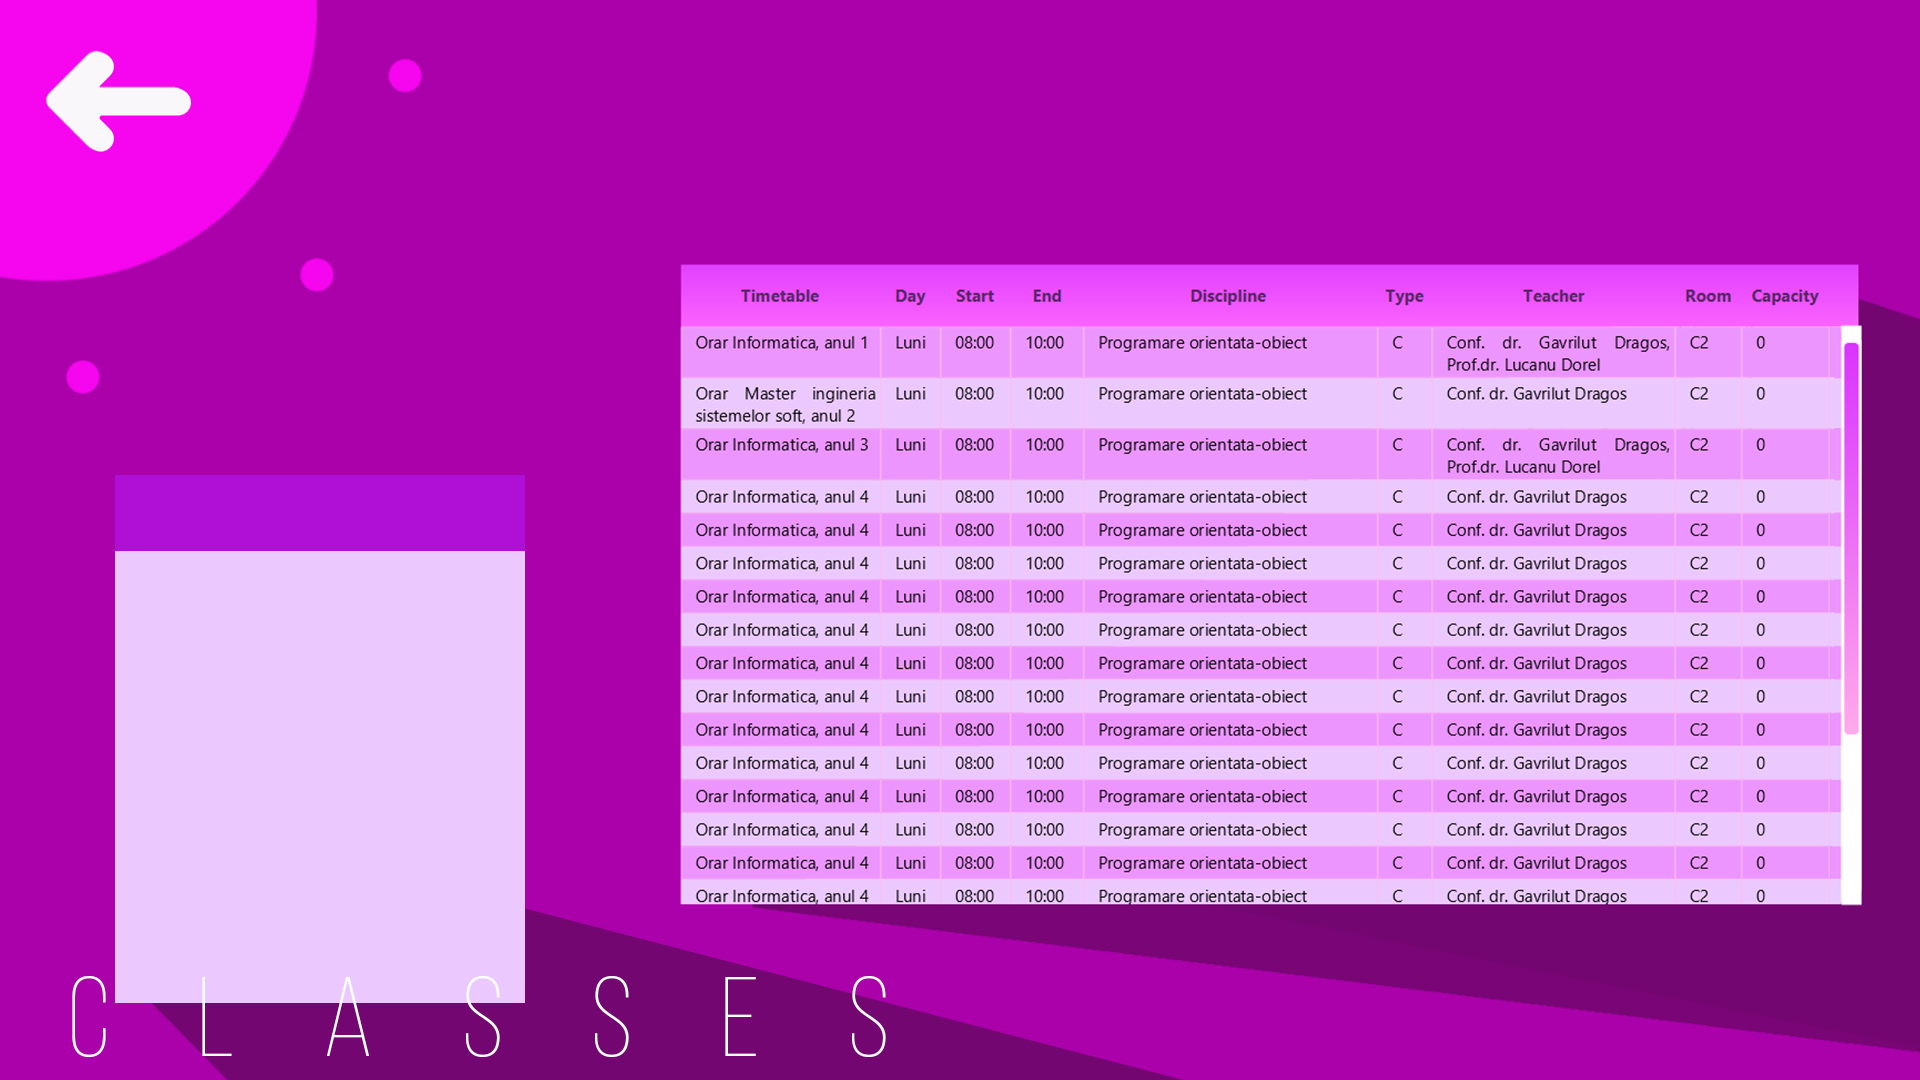 Timetable Day Start End Discipline Type Teacher Room Capacity
Orar Informatica, anul 1 Luni 08:00 10:00 Programare orientata-obiect C Conf. dr. Gavrilut Dragos, C2 0
Prof.dr. Lucanu Dorel
Orar Master ingineria Luni 08:00 10:00 Programare orientata-obiect C Conf. dr. Gavrilut Dragos C2 0
sistemelor soft, anul 2
Orar Informatica, anul 3 Luni 08:00 10:00 Programare orientata-obiect C Conf. dr. Gavrilut Dragos, C2 0
Prof.dr. Lucanu Dorel
Orar Informatica, anul 4 Luni 08:00 10:00 Programare orientata-obiect C Conf. dr. Gavrilut Dragos C2 0
Orar Informatica, anul 4 Luni 08:00 10:00 Programare orientata-obiect C Conf. dr. Gavrilut Dragos C2 0
Orar Informatica, anul 4 Luni 08:00 10:00 Programare orientata-obiect C Conf. dr. Gavrilut Dragos C2 0
Orar Informatica, anul 4 Luni 08:00 10:00 Programare orientata-obiect C Conf. dr. Gavrilut Dragos C2 0
Orar Informatica, anul 4 Luni 08:00 10:00 Programare orientata-obiect C Conf. dr. Gavrilut Dragos C2 0
Orar Informatica, anul 4 Luni 08:00 10:00 Programare orientata-obiect C Conf. dr. Gavrilut Dragos C2 0
Orar Informatica, anul 4 Luni 08:00 10:00 Programare orientata-obiect C Conf. dr. Gavrilut Dragos C2 0
Orar Informatica, anul 4 Luni 08:00 10:00 Programare orientata-obiect C Conf. dr. Gavrilut Dragos C2 0
Orar Informatica, anul 4 Luni 08:00 10:00 Programare orientata-obiect C Conf. dr. Gavrilut Dragos C2 0
Orar Informatica, anul 4 Luni 08:00 10:00 Programare orientata-obiect C Conf. dr. Gavrilut Dragos C2 0
Orar Informatica, anul 4 Luni 08:00 10:00 Programare orientata-obiect C Conf. dr. Gavrilut Dragos C2 0
Orar Informatica, anul 4 Luni 08:00 10:00 Programare orientata-obiect C Conf. dr. Gavrilut Dragos C2 0
Orar Informatica, anul 4 Luni 08:00 10:00 Programare orientata-obiect C Conf. dr. Gavrilut Dragos C2 0
CLASSES